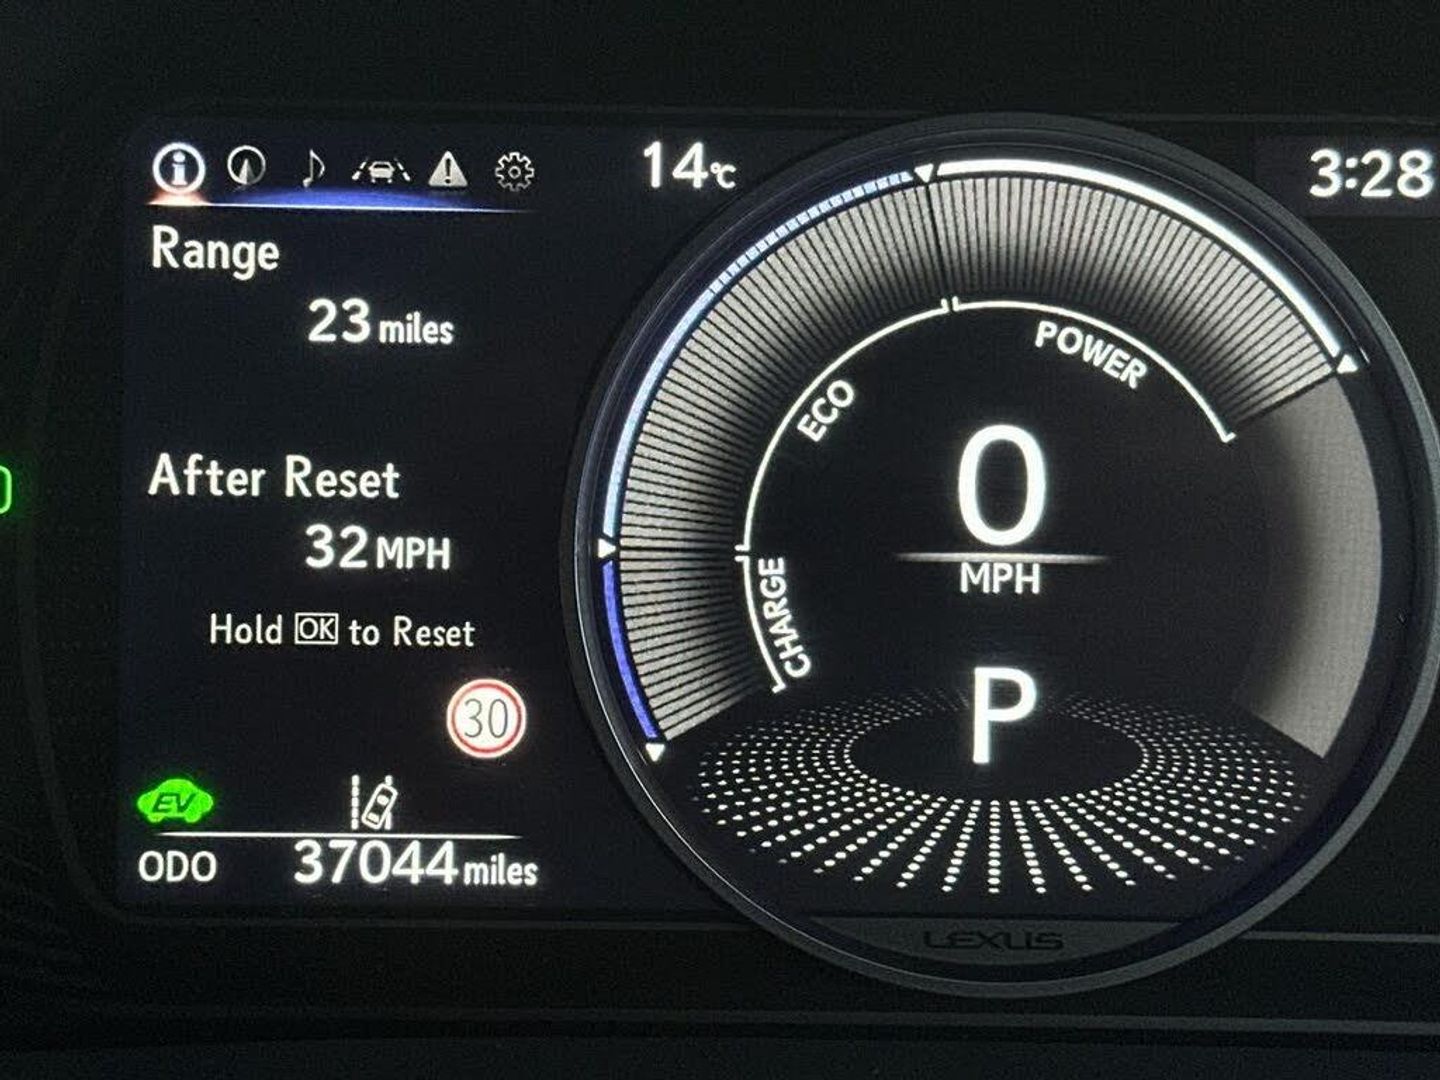 14°C
3:28
Range
23 miles
After Reset
32 MPH
Hold OK to Reset
30
EV
ODO 37044 miles
CHARGE
ECO
POWER
0
MPH
P
LEXUS